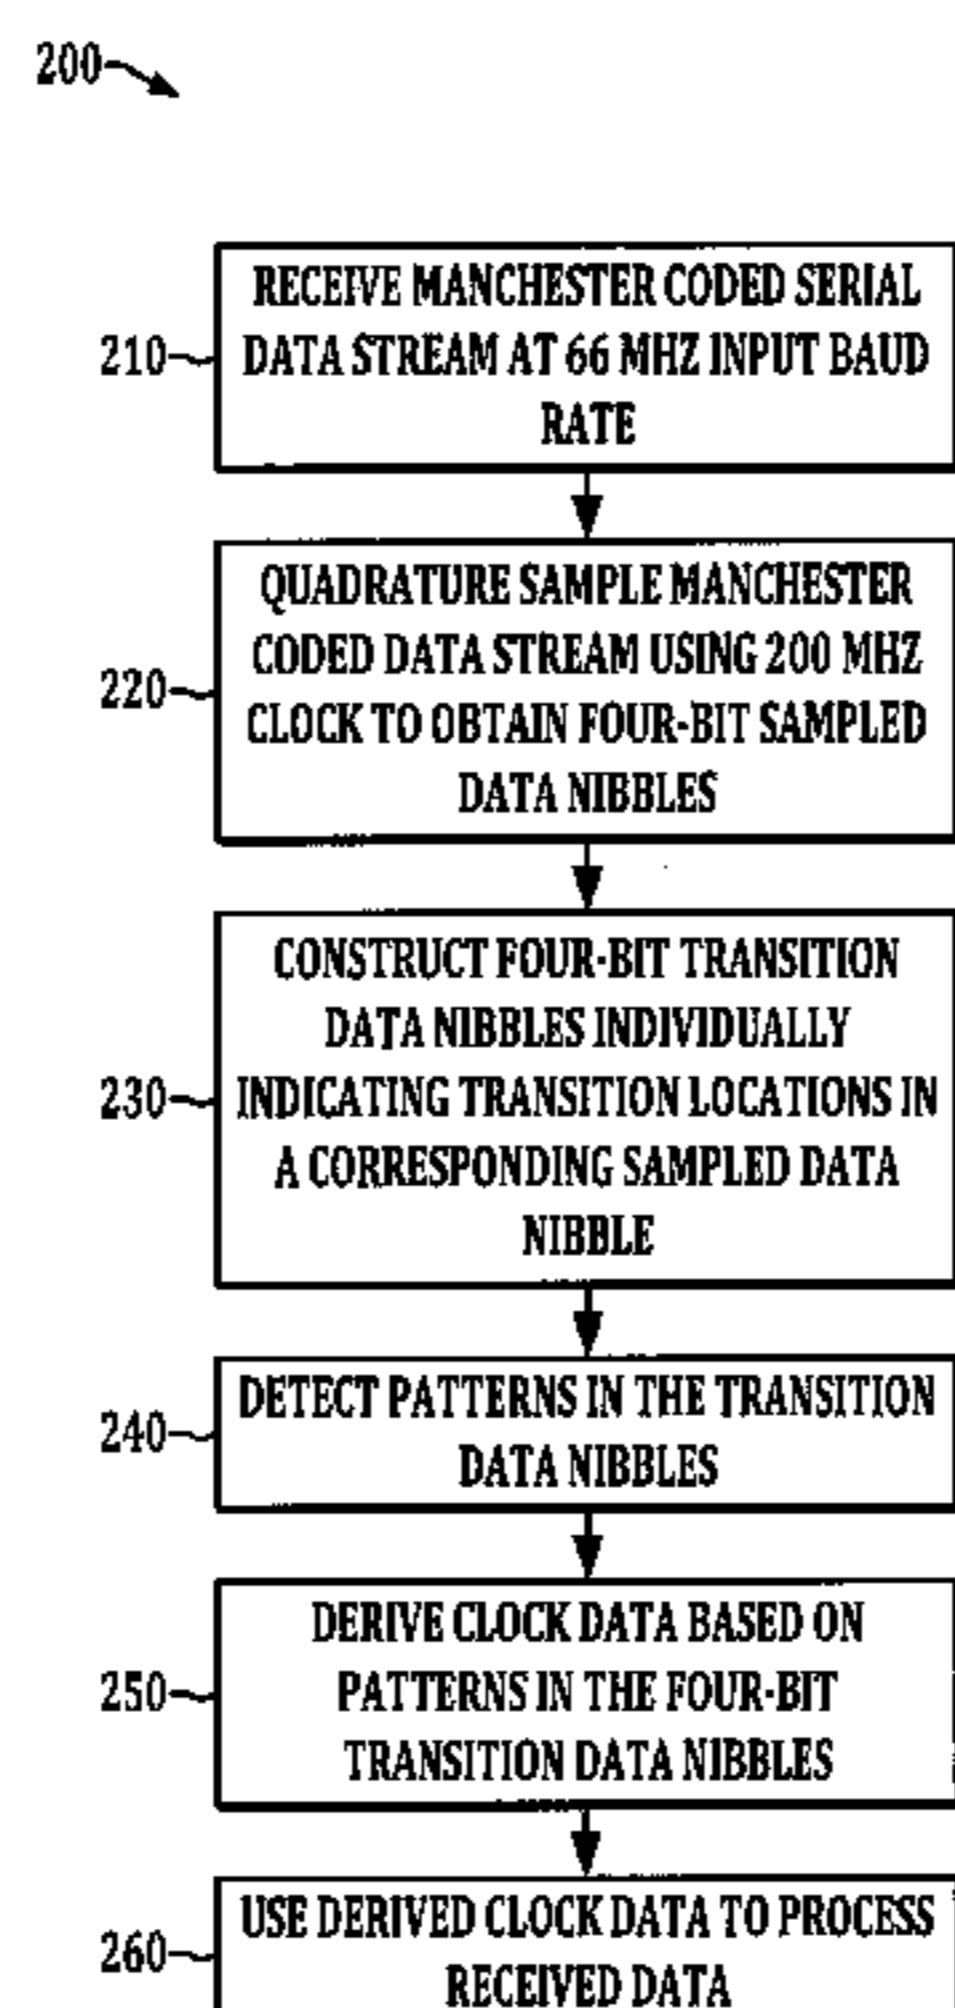 200
210
RECEIVE MANCHESTER CODED SERIAL
DATA STREAM AT 66 MHZ INPUT BAUD
RATE
220
QUADRATURE SAMPLE MANCHESTER
CODED DATA STREAM USING 200 MHZ
CLOCK TO OBTAIN FOUR-BIT SAMPLED
DATA NIBBLES
230
CONSTRUCT FOUR-BIT TRANSITION
DATA NIBBLES INDIVIDUALLY
INDICATING TRANSITION LOCATIONS IN
A CORRESPONDING SAMPLED DATA
NIBBLE
240
DETECT PATTERNS IN THE TRANSITION
DATA NIBBLES
250
DERIVE CLOCK DATA BASED ON
PATTERNS IN THE FOUR-BIT
TRANSITION DATA NIBBLES
260
USE DERIVED CLOCK DATA TO PROCESS
RECEIVED DATA